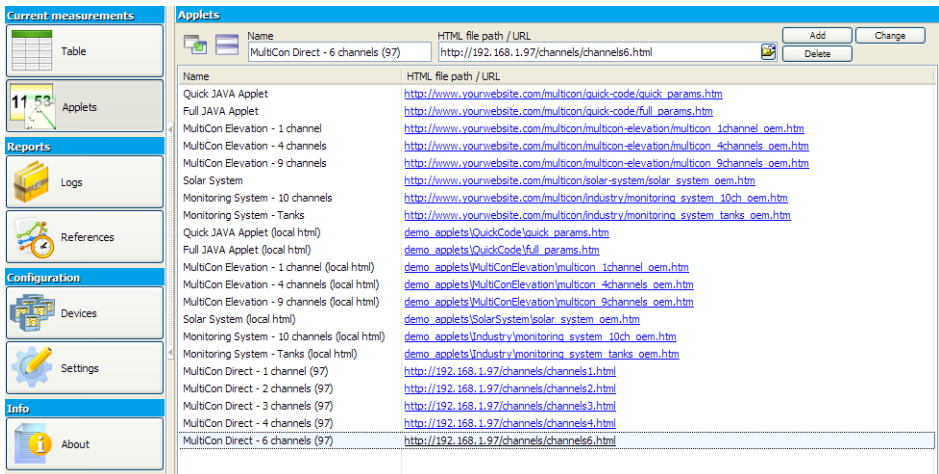 Current measurements
Table
11 53
Applets
Reports
Logs
References
Configuration
Devices
Settings
Info
About
Applets
Name HTML file path / URL
MultiCon Direct - 6 channels (97) http://192.168.1.97/channels/channels6.html
Add Change
Delete
Name HTML file path / URL
Quick JAVA Applet http://www.yourwebsite.com/multicon/quick-code/quick_params.htm
Full JAVA Applet http://www.yourwebsite.com/multicon/quick-code/full_params.htm
MultiCon Elevation - 1 channel http://www.yourwebsite.com/multicon/multicon-elevation/multicon_1channel_oem.htm
MultiCon Elevation - 4 channels http://www.yourwebsite.com/multicon/multicon-elevation/multicon_4channels_oem.htm
MultiCon Elevation - 9 channels http://www.yourwebsite.com/multicon/multicon-elevation/multicon_9channels_oem.htm
Solar System http://www.yourwebsite.com/multicon/solar-system/solar_system_oem.htm
Monitoring System - 10 channels http://www.yourwebsite.com/multicon/industry/monitoring_system_10ch_oem.htm
Monitoring System - Tanks http://www.yourwebsite.com/multicon/industry/monitoring_system_tanks_oem.htm
Quick JAVA Applet (local html) demo_applets\QuickCode\quick_params.htm
Full JAVA Applet (local html) demo_applets\QuickCode\full_params.htm
MultiCon Elevation - 1 channel (local html) demo_applets\MultiConElevation\multicon_1channel_oem.htm
MultiCon Elevation - 4 channels (local html) demo_applets\MultiConElevation\multicon_4channels_oem.htm
MultiCon Elevation - 9 channels (local html) demo_applets\MultiConElevation\multicon_9channels_oem.htm
Solar System (local html) demo_applets\SolarSystem\solar_system_oem.htm
Monitoring System - 10 channels (local html) demo_applets\Industry\monitoring_system_10ch_oem.htm
Monitoring System - Tanks (local html) demo_applets\Industry\monitoring_system_tanks_oem.htm
MultiCon Direct - 1 channel (97) http://192.168.1.97/channels/channels1.html
MultiCon Direct - 2 channels (97) http://192.168.1.97/channels/channels2.html
MultiCon Direct - 3 channels (97) http://192.168.1.97/channels/channels3.html
MultiCon Direct - 4 channels (97) http://192.168.1.97/channels/channels4.html
MultiCon Direct - 6 channels (97) http://192.168.1.97/channels/channels6.html